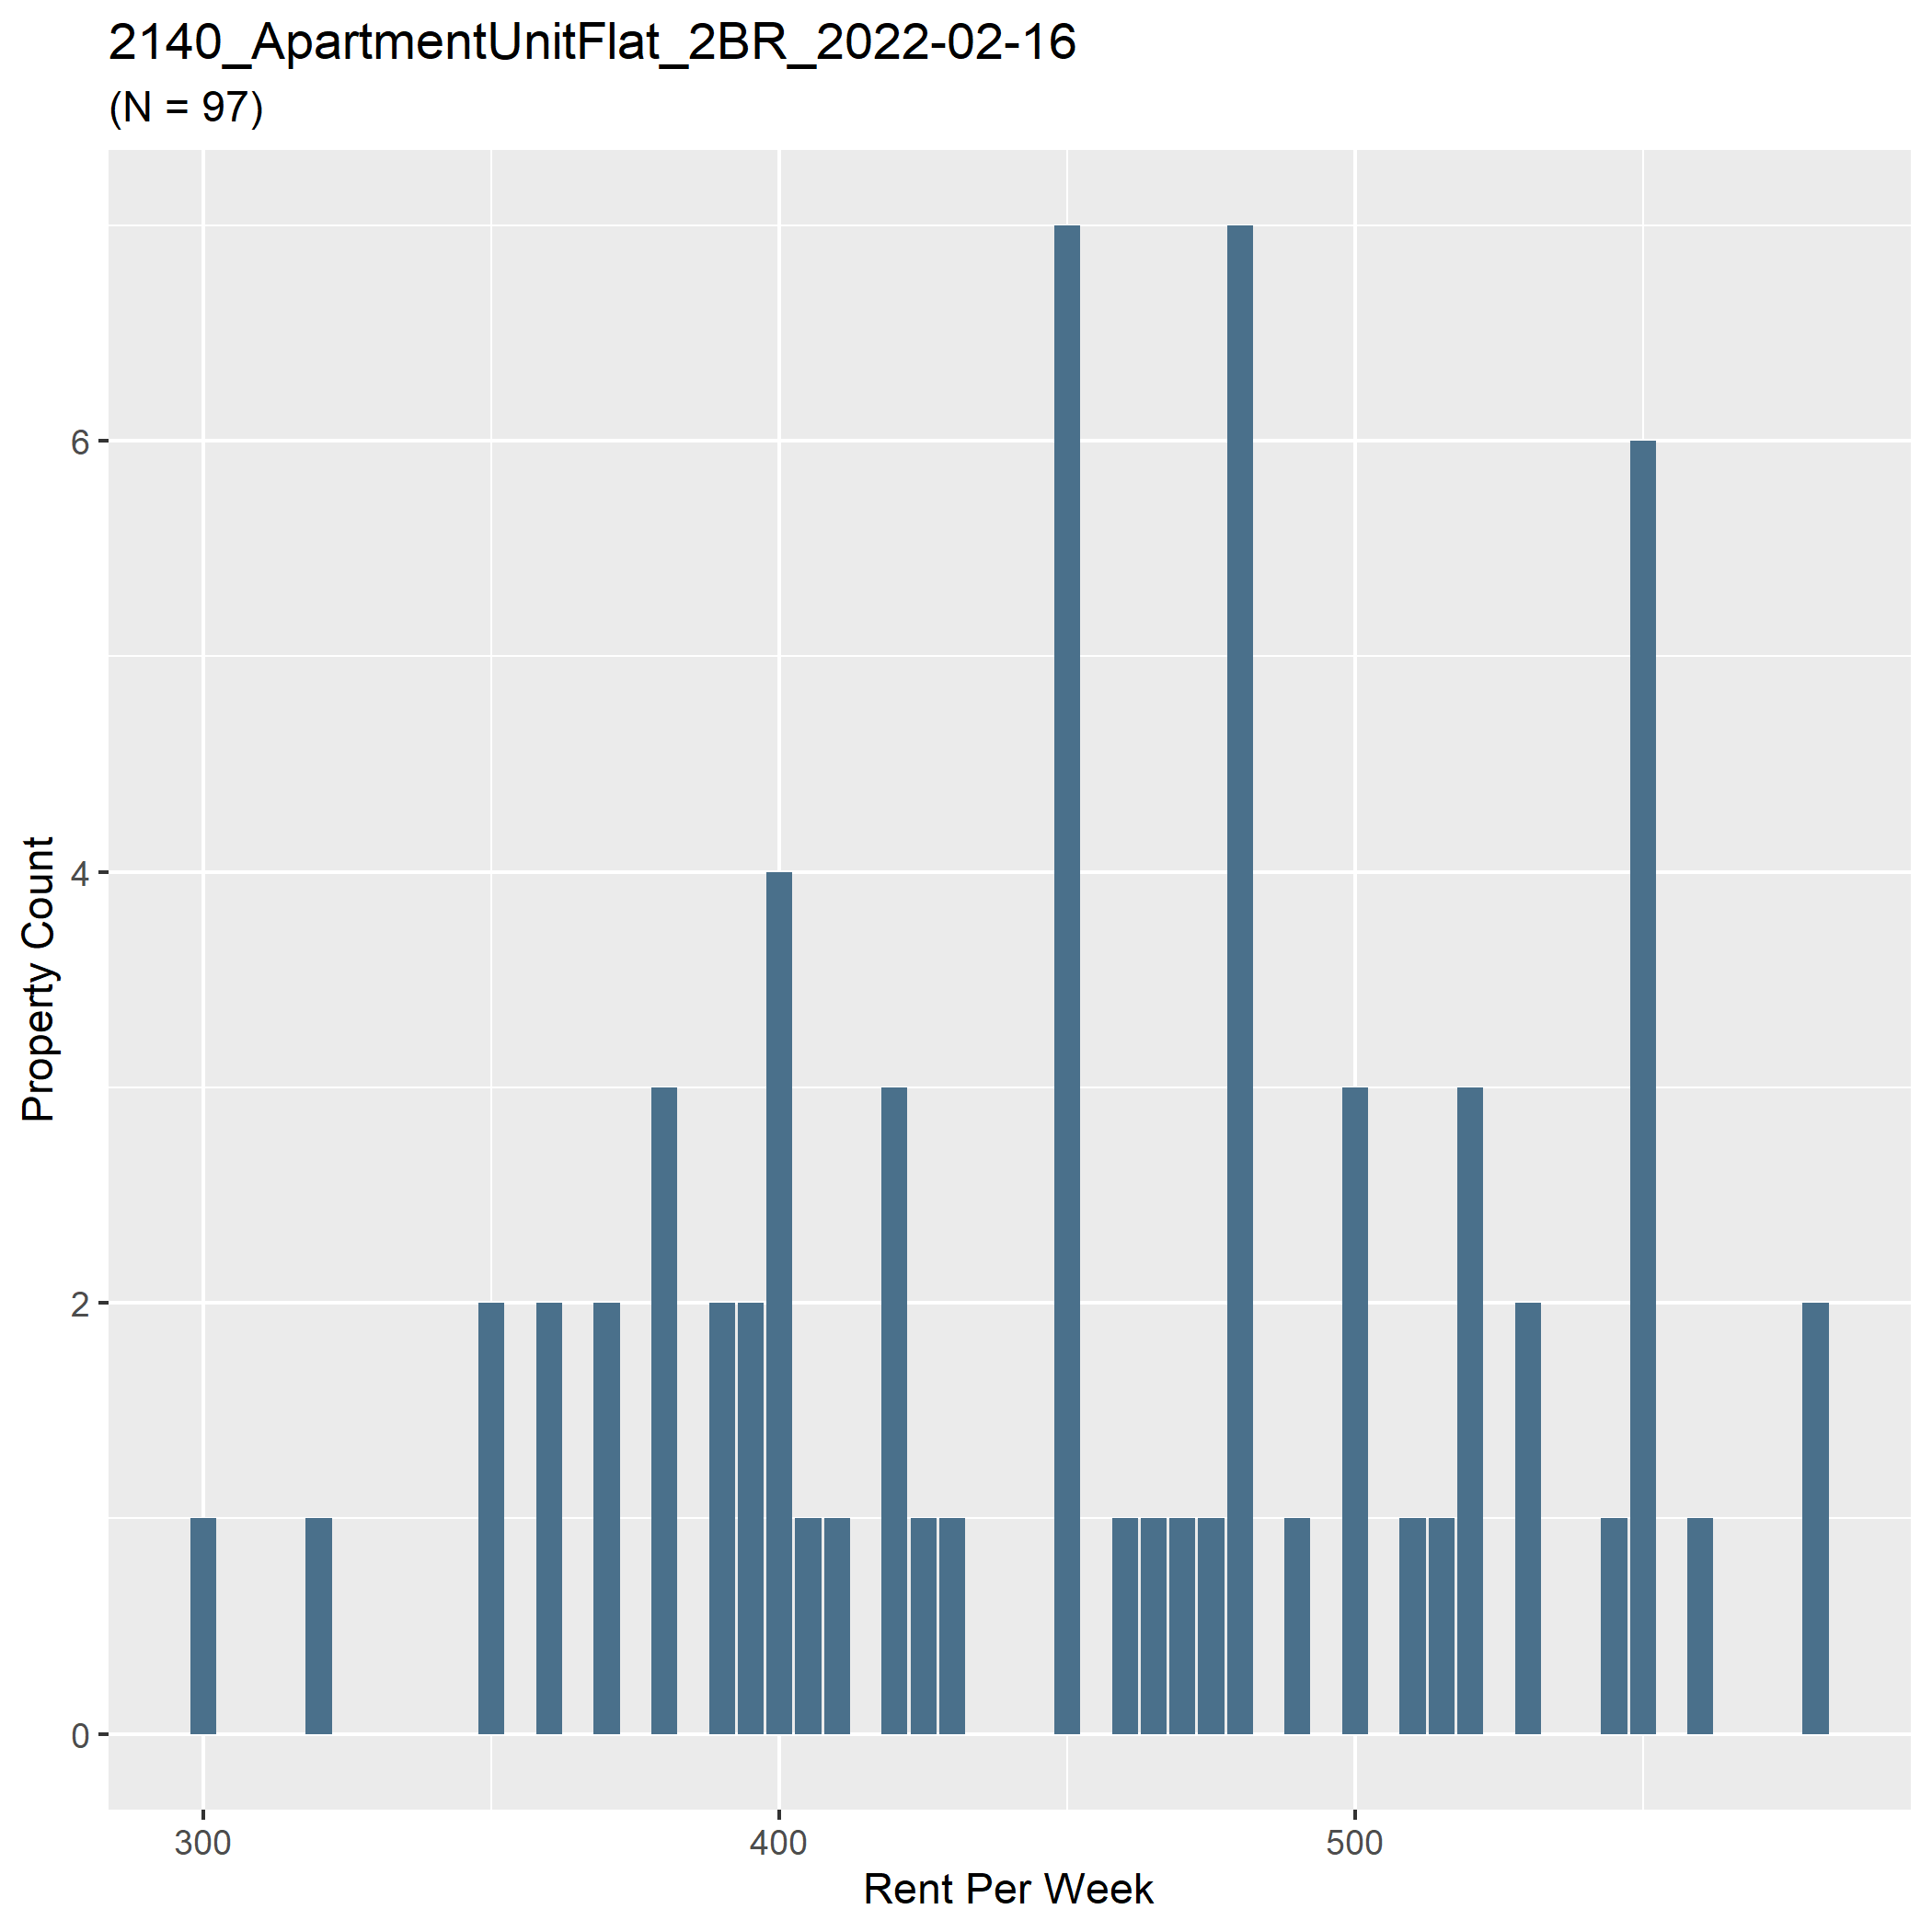 2140_ApartmentUnitFlat_2BR_2022-02-16
(N = 97)
6
4
2
0
Property Count
300 400 500
Rent Per Week